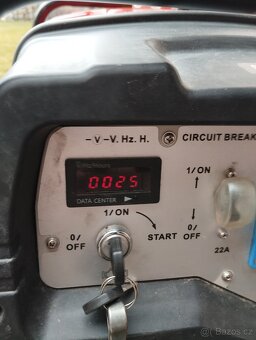 -V-V. Hz. H.
CIRCUIT BREAK
0025
DATA CENTER
1/ON
1/ON
0/
OFF
START
0/
OFF
22A
bazos.cz